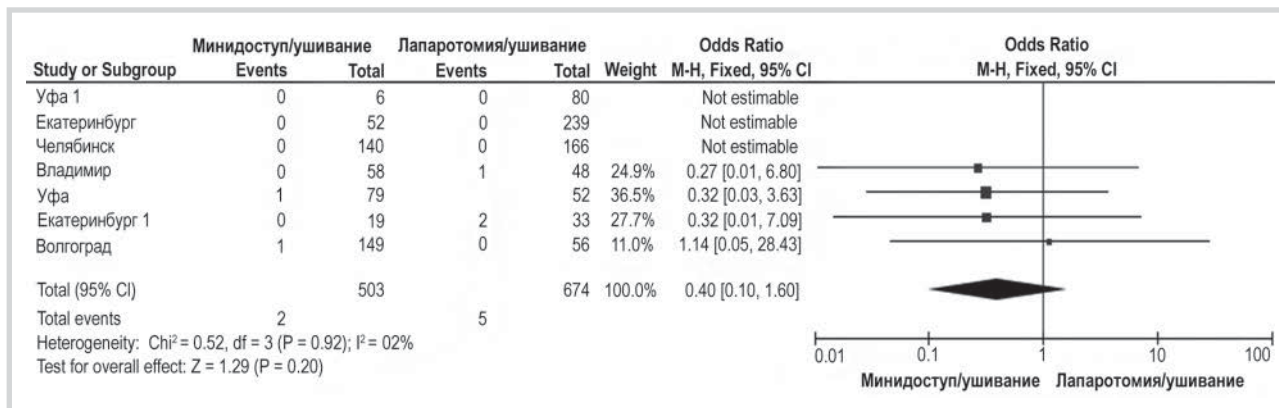 Минидоступ/ушивание Лапаротомия/ушивание Odds Ratio Odds Ratio
Study or Subgroup Events Total Events Total Weight M-H, Fixed, 95% CI M-H, Fixed, 95% CI
Уфа 1 0 6 0 80 Not estimable
Екатеринбург 0 52 0 239 Not estimable
Челябинск 0 140 0 166 Not estimable
Владимир 0 58 1 48 24.9% 0.27 [0.01, 6.80]
Уфа 1 79 52 36.5% 0.32 [0.03, 3.63]
Екатеринбург 1 0 19 2 33 27.7% 0.32 [0.01, 7.09]
Волгоград 1 149 0 56 11.0% 1.14 [0.05, 28.43]
Total (95% CI) 503 674 100.0% 0.40 [0.10, 1.60]
Total events 2 5
Heterogeneity: Chi² = 0.52, df = 3 (P = 0.92); I² = 02%
Test for overall effect: Z = 1.29 (P = 0.20)
0.01 0.1 1 10 100
Минидоступ/ушивание Лапаротомия/ушивание